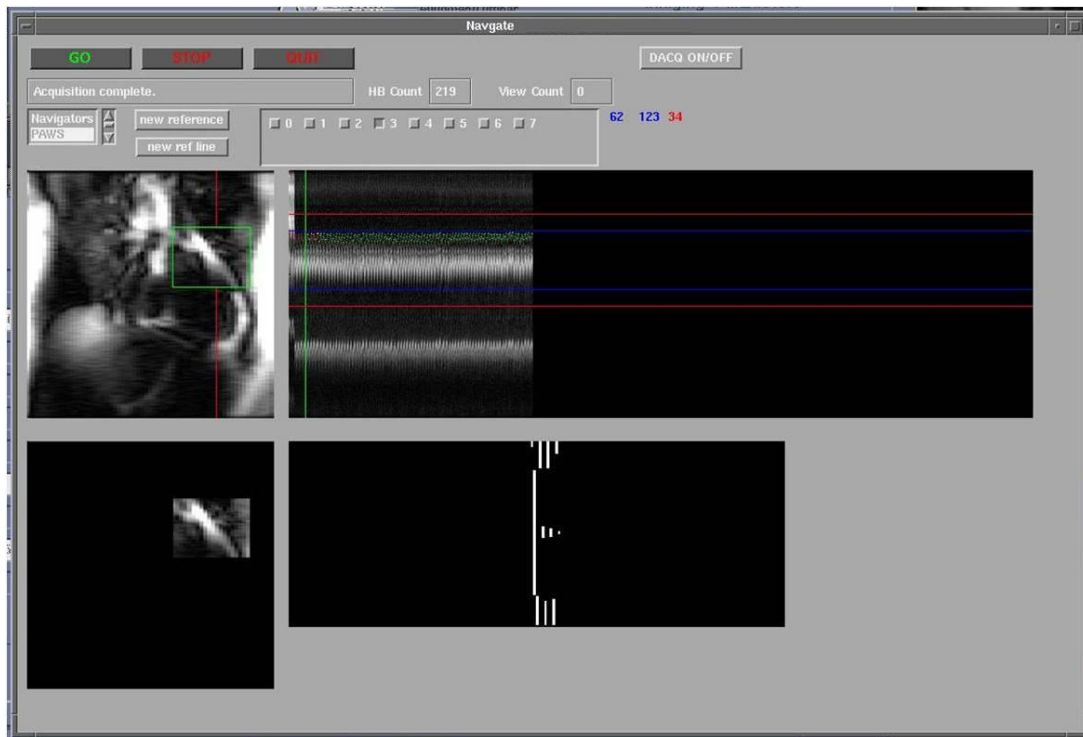 Navgate
GO STOP QUIT DACQ ON/OFF
Acquisition complete. HB Count 219 View Count 0
Navigators new reference 0 1 2 3 4 5 6 7 62 123 34
PAWS
new ref line